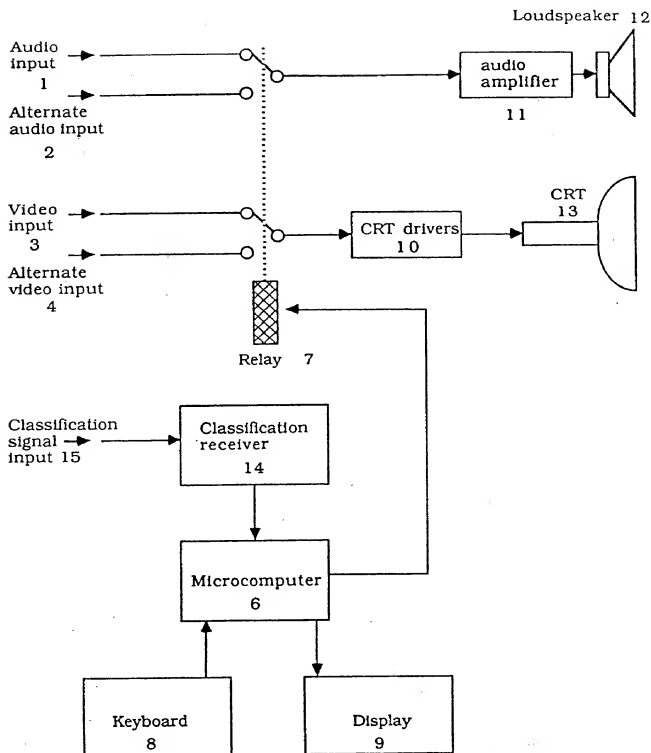 Loudspeaker 12
Audio
input
1
audio
amplifier
11
Alternate
audio input
2
CRT
13
Video
input
3
CRT drivers
10
Alternate
video input
4
Relay 7
Classification
signal
input 15
Classification
receiver
14
Microcomputer
6
Keyboard
8
Display
9